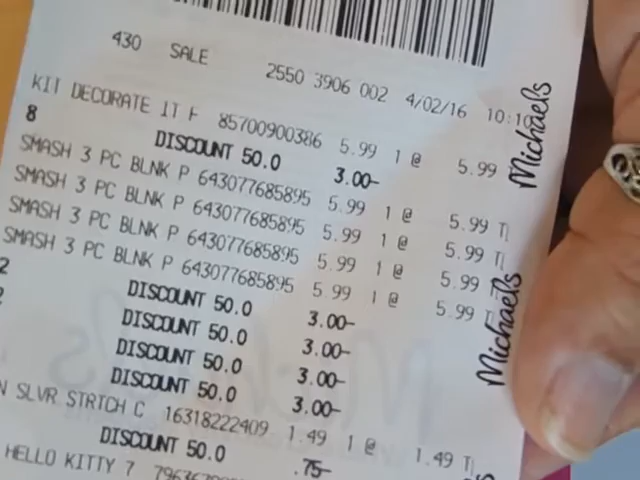 430 SALE 2550 3906 002 4/02/16 10:19
KIT DECORATE IT F 85700900386 5.99 1 @ 5.99
8 DISCOUNT 50.0 3.00-
SMASH 3 PC BLNK P 643077685895 5.99 1 @ 5.99 T
SMASH 3 PC BLNK P 643077685895 5.99 1 @ 5.99 T
SMASH 3 PC BLNK P 643077685895 5.99 1 @ 5.99 T
SMASH 3 PC BLNK P 643077685895 5.99 1 @ 5.99 T
2 DISCOUNT 50.0 3.00-
DISCOUNT 50.0 3.00-
DISCOUNT 50.0 3.00-
DISCOUNT 50.0 3.00-
N SLVR STRTCH C 16318222409 1.49 1 @ 1.49 T
DISCOUNT 50.0 .75-
HELLO KITTY 7
Michaels
Michaels